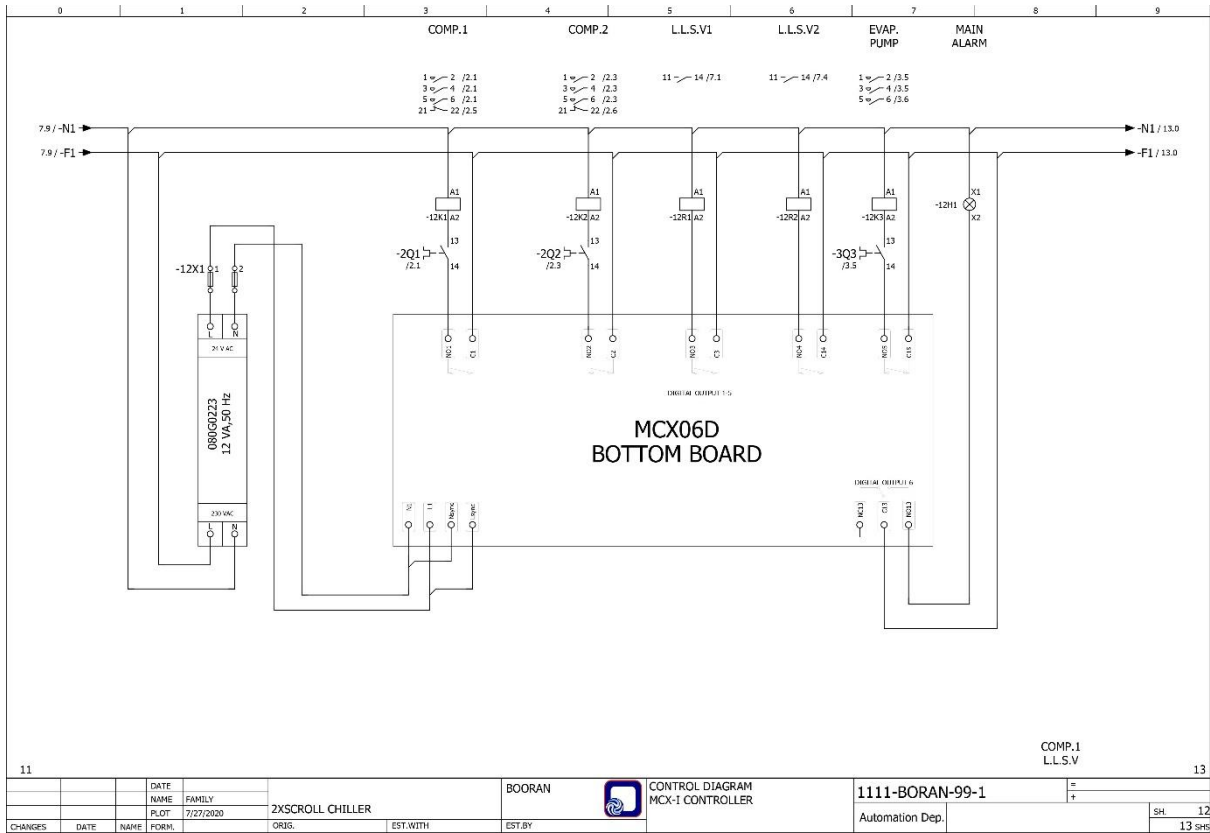 0 1 2 3 4 5 6 7 8 9
COMP.1 COMP.2 L.L.S.V1 L.L.S.V2 EVAP. MAIN
PUMP ALARM
1 2 /2.1 1 2 /2.3 11 14 /7.1 11 14 /7.4 1 2 /3.5
3 4 /2.1 3 4 /2.3 3 4 /3.5
5 6 /2.1 5 6 /2.3 5 6 /3.6
21 22 /2.5 21 22 /2.6
7.9 / -N1 -N1 / 13.0
7.9 / -F1 -F1 / 13.0
A1 A1 A1 A1 A1 X1
-12H1
-12K1 A2 -12K2 A2 -12R1 A2 -12R2 A2 -12K3 A2 X2
13 13 13
-2Q1 -2Q2 -3Q3
/2.1 14 /2.3 14 /3.5 14
-12X1 1 2
L N
24 V AC
NO1 C1 NO2 C2 NO3 C3 NO4 C14 NO5 C15
DIGITAL OUTPUT 1-5
080G0223
12 VA,50 Hz
MCX06D
BOTTOM BOARD
DIGITAL OUTPUT 6
230 VAC
L N
N1 Nsync Lsync NC13 C13 NO13
COMP.1
L.L.S.V
11 13
DATE
NAME FAMILY
PLOT 7/27/2020
CHANGES DATE NAME FORM.
2XSCROLL CHILLER
ORIG. EST.WITH EST.BY
BOORAN
CONTROL DIAGRAM
MCX-I CONTROLLER
1111-BORAN-99-1
Automation Dep.
=
+
SH. 12
13 SHS